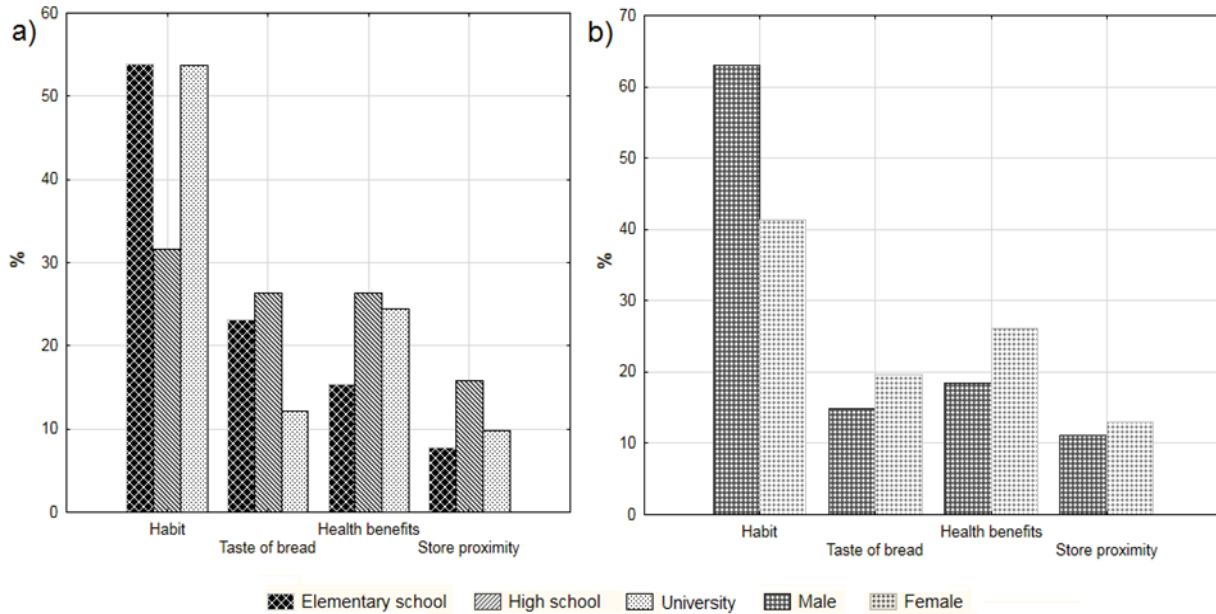 a)
60
50
40
30
20
10
0
%
Habit
Taste of bread
Health benefits
Store proximity
b)
70
60
50
40
30
20
10
0
%
Habit
Taste of bread
Health benefits
Store proximity
Elementary school High school University Male Female